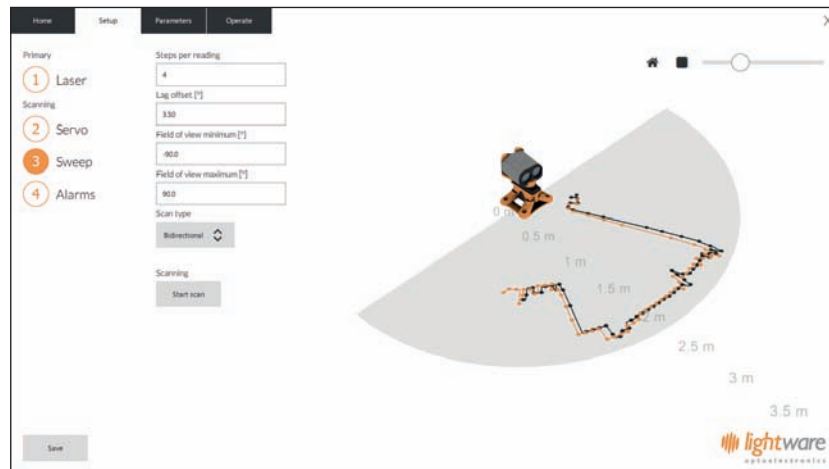 Home
Setup
Parameters
Operate
Primary
1 Laser
Scanning
2 Servo
3 Sweep
4 Alarms
Steps per reading
4
Lag offset [°]
Field of view minimum [°]
-90.0
Field of view maximum [°]
90.0
Scan type
Bidirectional
Scanning
Start scan
Save
0 m
0.5 m
1 m
1.5 m
2 m
2.5 m
3 m
3.5 m
lightware
optoelectronics